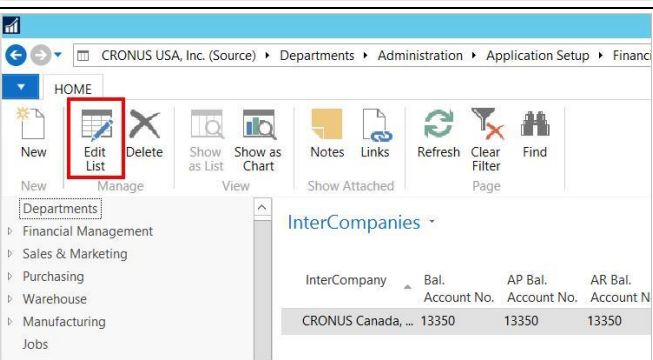 CRONUS USA, Inc. (Source) ▸ Departments ▸ Administration ▸ Application Setup ▸ Financi
HOME
New Edit List Delete Show as List Show as Chart Notes Links Refresh Clear Filter Find
New Manage View Show Attached Page
Departments
Financial Management
Sales & Marketing
Purchasing
Warehouse
Manufacturing
Jobs
InterCompanies
InterCompany Bal. Account No. AP Bal. Account No. AR Bal. Account N
CRONUS Canada, ... 13350 13350 13350